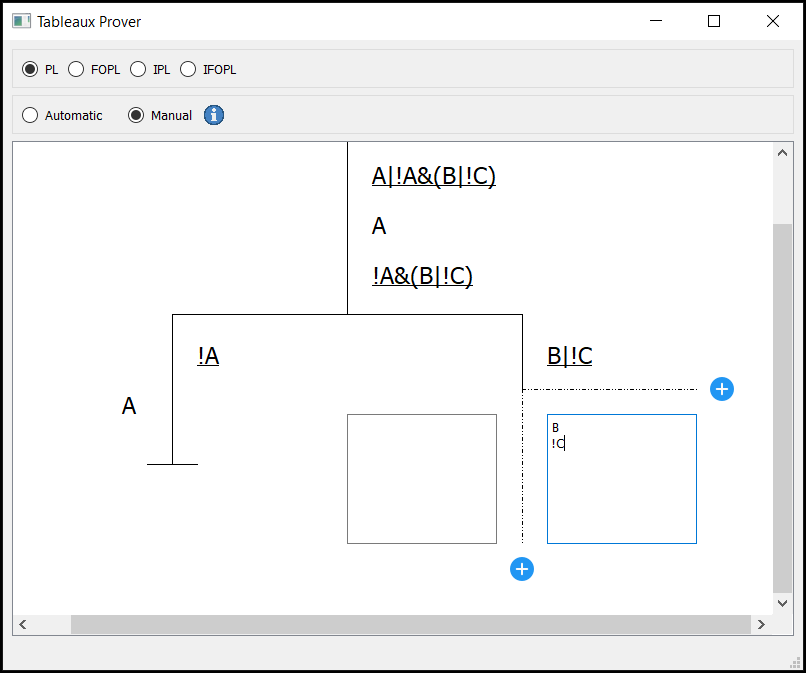 Tableaux Prover
PL FOPL IPL IFOPL
Automatic Manual
A|!A&(B|!C)
A
!A&(B|!C)
!A B|!C
A
B
!C